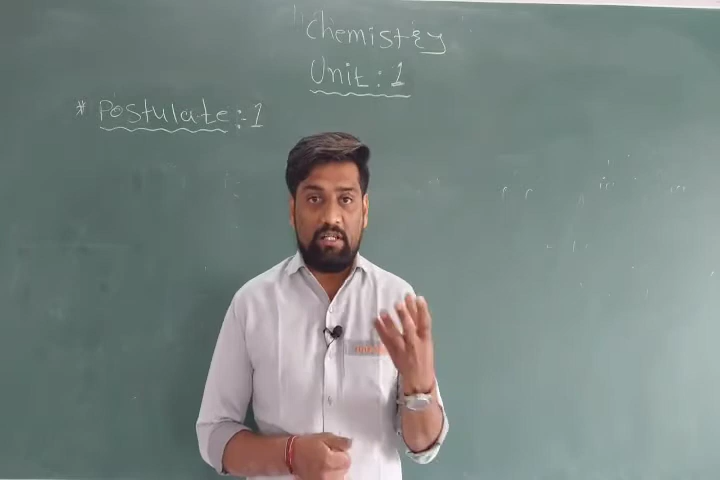 Chemistry
Unit : 1
* Postulate :- 1